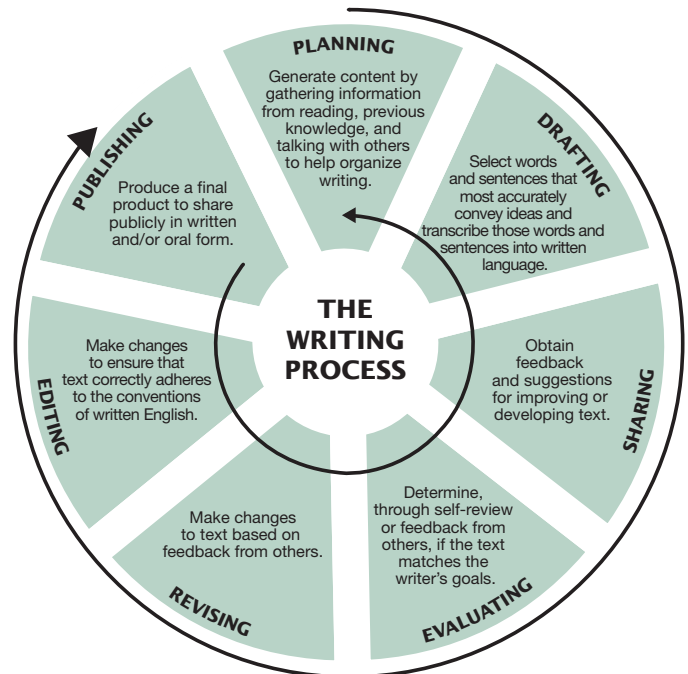 PLANNING
Generate content by
gathering information
from reading, previous
knowledge, and
talking with others
to help organize
writing.
DRAFTING
Select words
and sentences that
most accurately
convey ideas and
transcribe those words and
sentences into written
language.
SHARING
Obtain
feedback
and suggestions
for improving or
developing text.
EVALUATING
Determine,
through self-review
or feedback from
others, if the text
matches the
writer’s goals.
REVISING
Make changes
to text based on
feedback from others.
EDITING
Make changes
to ensure that
text correctly adheres
to the conventions
of written English.
PUBLISHING
Produce a final
product to share
publicly in written
and/or oral form.
THE
WRITING
PROCESS